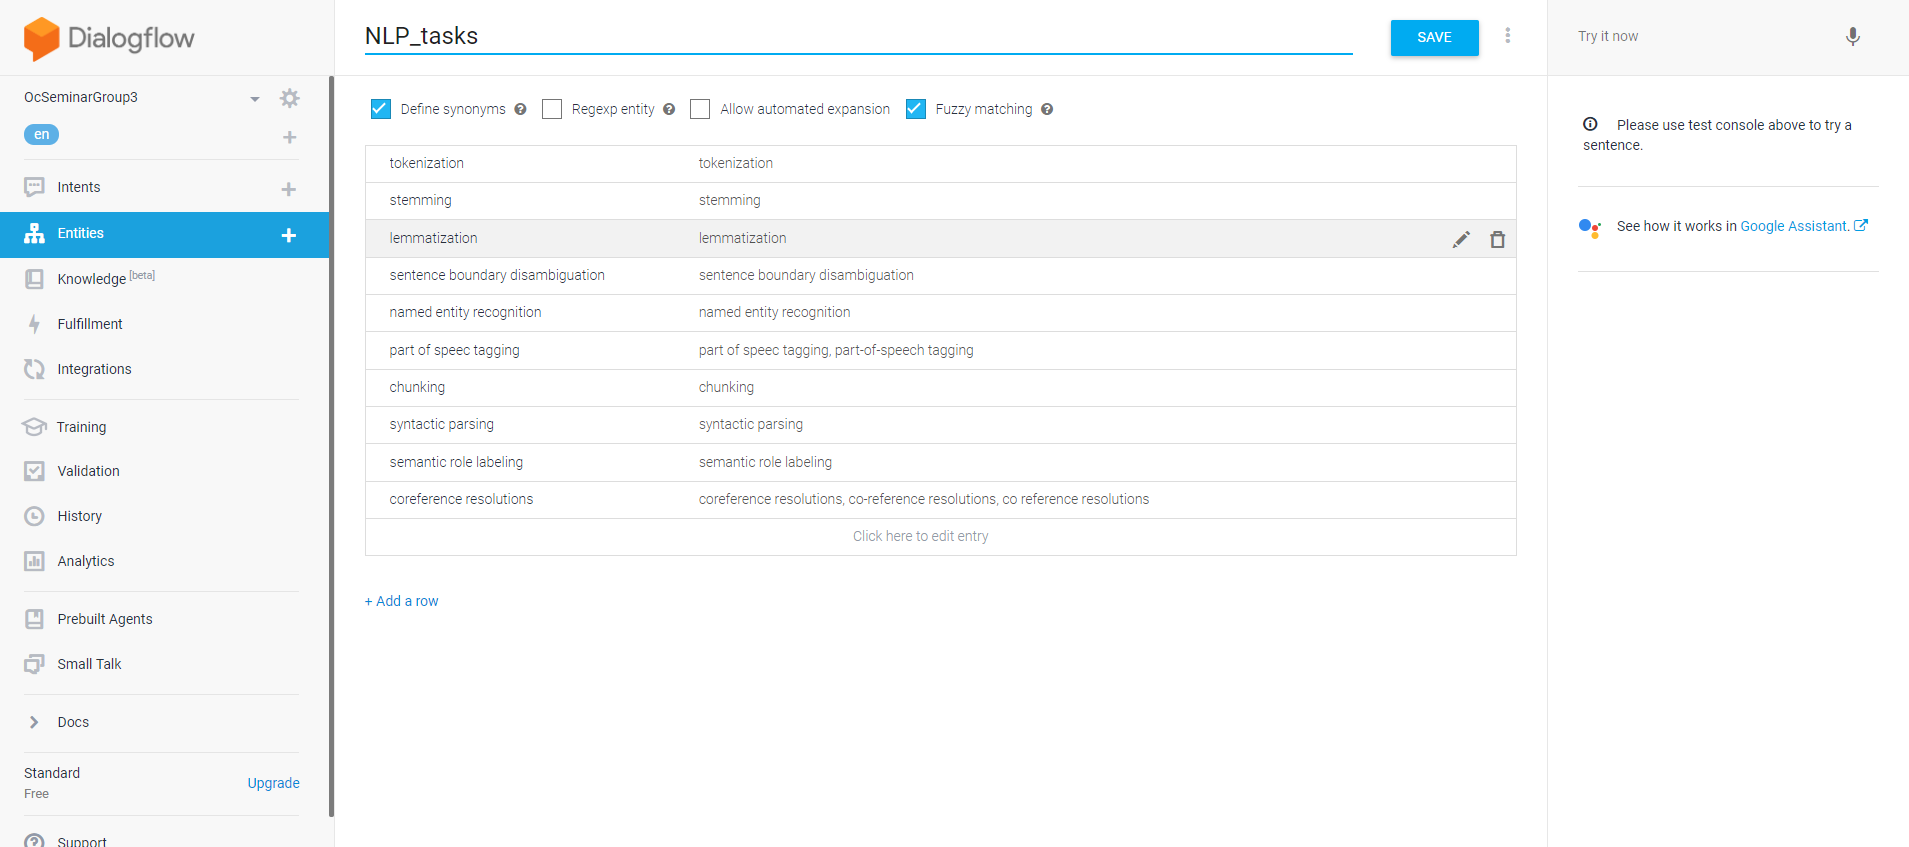 Dialogflow
OcSeminarGroup3
en
Intents
Entities
Knowledge [beta]
Fulfillment
Integrations
Training
Validation
History
Analytics
Prebuilt Agents
Small Talk
Docs
Standard
Free
Upgrade
Support
NLP_tasks
SAVE
Define synonyms Regexp entity Allow automated expansion Fuzzy matching
tokenization tokenization
stemming stemming
lemmatization lemmatization
sentence boundary disambiguation sentence boundary disambiguation
named entity recognition named entity recognition
part of speec tagging part of speec tagging, part-of-speech tagging
chunking chunking
syntactic parsing syntactic parsing
semantic role labeling semantic role labeling
coreference resolutions coreference resolutions, co-reference resolutions, co reference resolutions
Click here to edit entry
+ Add a row
Try it now
Please use test console above to try a
sentence.
See how it works in Google Assistant.